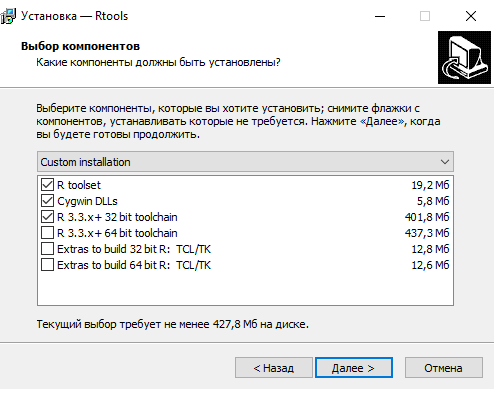 Установка — Rtools
Выбор компонентов
Какие компоненты должны быть установлены?
Выберите компоненты, которые вы хотите установить; снимите флажки с
компонентов, устанавливать которые не требуется. Нажмите «Далее», когда
вы будете готовы продолжить.
Custom installation
R toolset 19,2 Мб
Cygwin DLLs 5,8 Мб
R 3.3.x+ 32 bit toolchain 401,8 Мб
R 3.3.x+ 64 bit toolchain 437,3 Мб
Extras to build 32 bit R: TCL/TK 12,8 Мб
Extras to build 64 bit R: TCL/TK 12,6 Мб
Текущий выбор требует не менее 427,8 Мб на диске.
< Назад Далее > Отмена